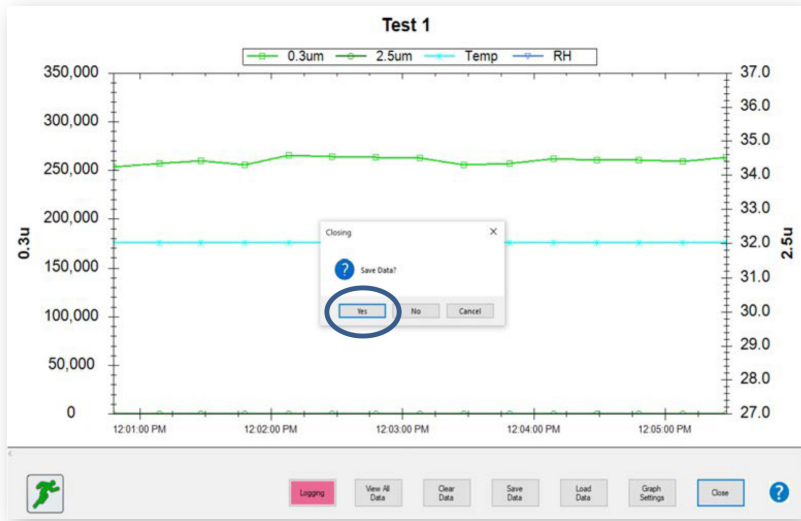 Test 1
0.3um 2.5um Temp RH
350,000
300,000
250,000
200,000
150,000
100,000
50,000
0
0.3u
37.0
36.0
35.0
34.0
33.0
32.0
31.0
30.0
29.0
28.0
27.0
2.5u
12:01:00 PM 12:02:00 PM 12:03:00 PM 12:04:00 PM 12:05:00 PM
Closing
?
Save Data?
Yes No Cancel
Logging
View All
Data
Clear
Data
Save
Data
Load
Data
Graph
Settings
Close
?